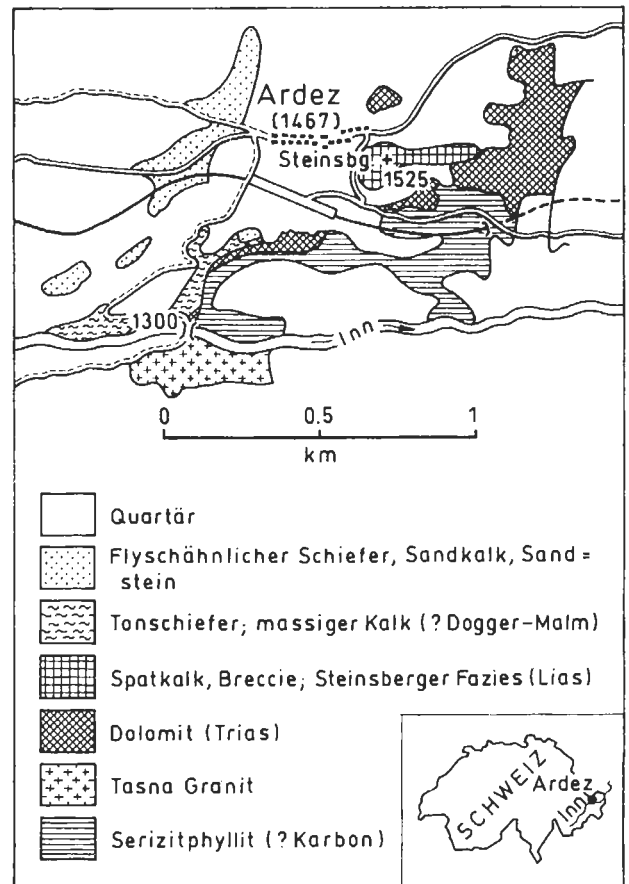 Ardez
(1467)
Steinsbg
1525
1300
Inn
0 0.5 1
km
Quartär
Flyschähnlicher Schiefer, Sandkalk, Sand=
stein
Tonschiefer; massiger Kalk (?Dogger-Malm)
Spatkalk, Breccie; Steinsberger Fazies (Lias)
Dolomit (Trias)
Tasna Granit
Serizitphyllit (?Karbon)
SCHWEIZ
Ardez
Inn